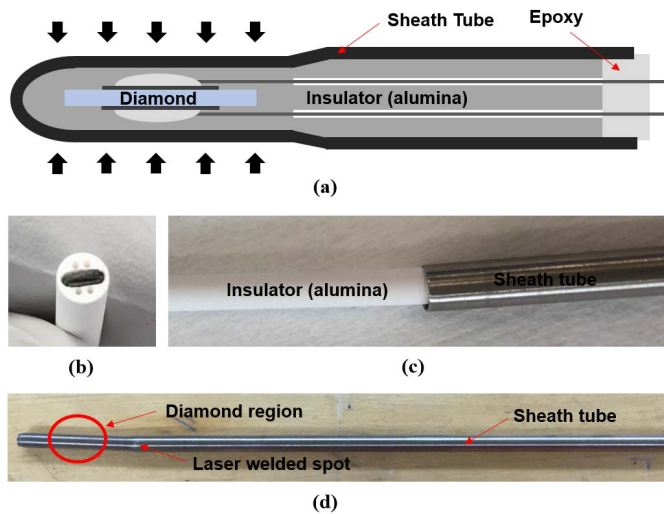 Sheath Tube
Epoxy
Diamond
Insulator (alumina)
(a)
Insulator (alumina)
Sheath tube
(b)
(c)
Diamond region
Sheath tube
Laser welded spot
(d)